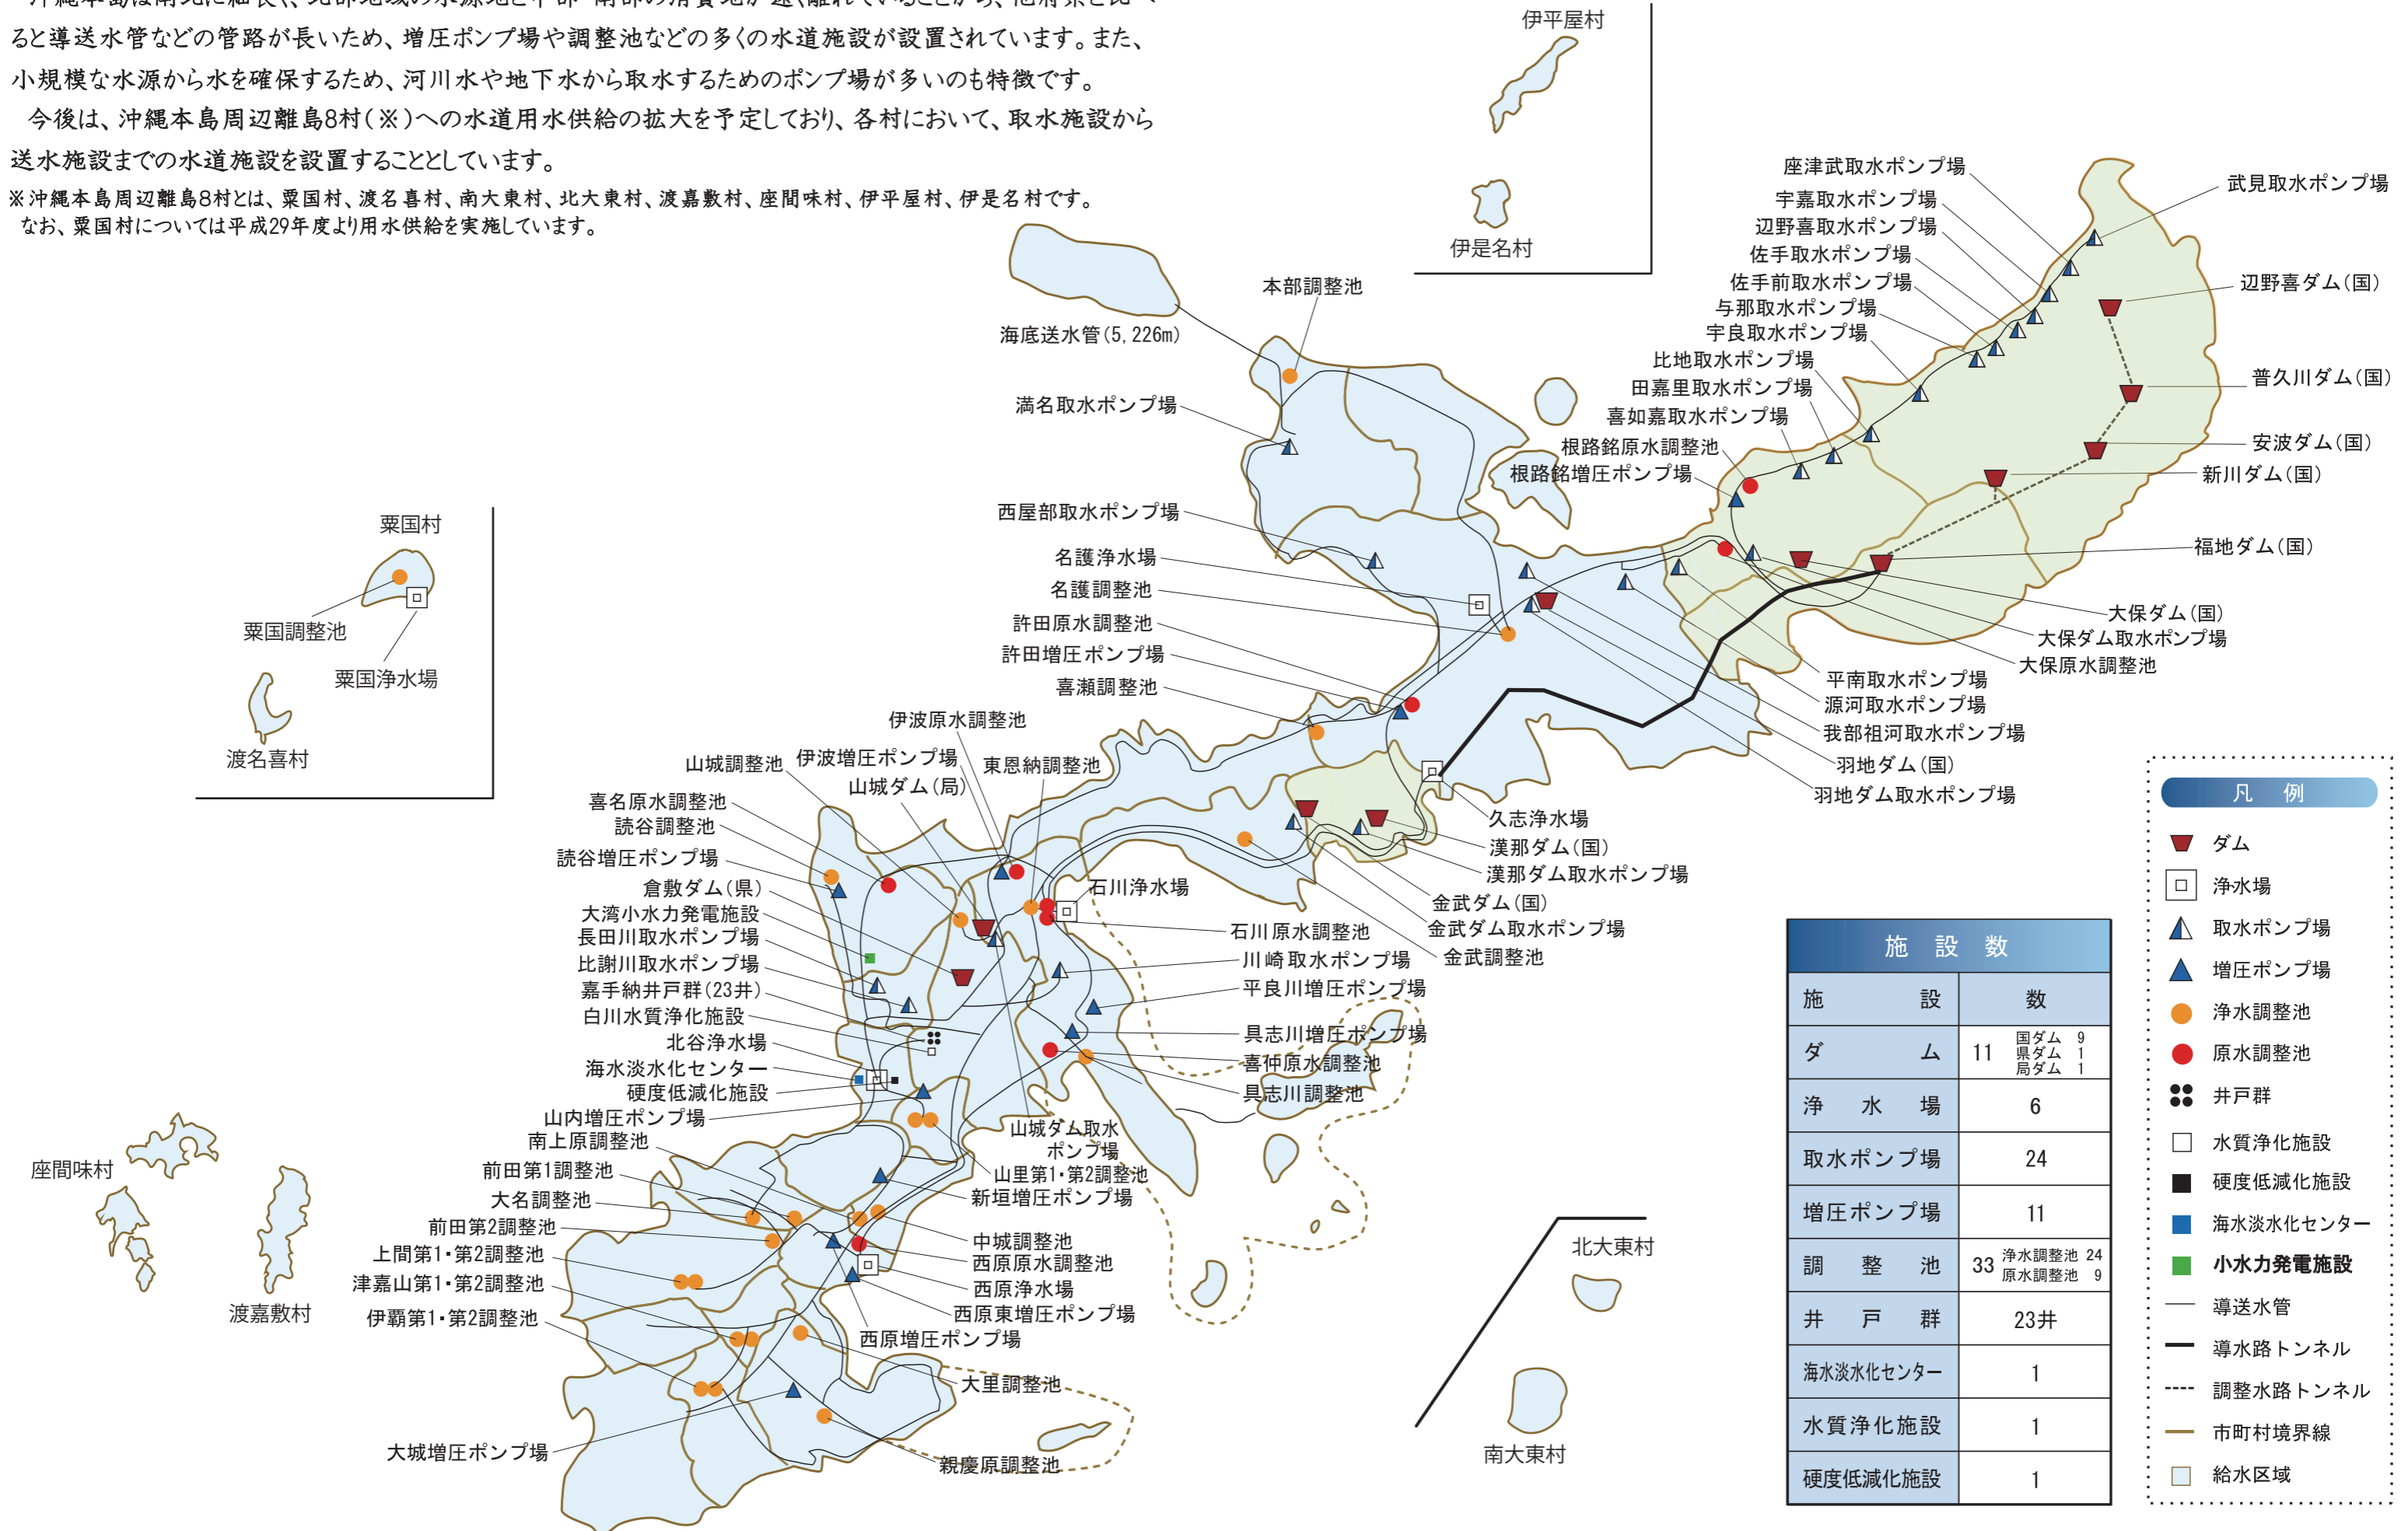 ると導送水管などの管路が長いため、増圧ポンプ場や調整池などの多くの水道施設が設置されています。また、
小規模な水源から水を確保するため、河川水や地下水から取水するためのポンプ場が多いのも特徴です。
今後は、沖縄本島周辺離島8村(※)への水道用水供給の拡大を予定しており、各村において、取水施設から
送水施設までの水道施設を設置することとしています。
※沖縄本島周辺離島8村とは、粟国村、渡名喜村、南大東村、北大東村、渡嘉敷村、座間味村、伊平屋村、伊是名村です。
なお、粟国村については平成29年度より用水供給を実施しています。
伊平屋村
伊是名村
座津武取水ポンプ場
武見取水ポンプ場
宇嘉取水ポンプ場
辺野喜取水ポンプ場
佐手取水ポンプ場
佐手前取水ポンプ場
与那取水ポンプ場
宇良取水ポンプ場
比地取水ポンプ場
田嘉里取水ポンプ場
喜如嘉取水ポンプ場
根路銘原水調整池
根路銘増圧ポンプ場
辺野喜ダム(国)
普久川ダム(国)
安波ダム(国)
新川ダム(国)
福地ダム(国)
大保ダム(国)
大保ダム取水ポンプ場
大保原水調整池
平南取水ポンプ場
源河取水ポンプ場
我部祖河取水ポンプ場
羽地ダム(国)
羽地ダム取水ポンプ場
本部調整池
海底送水管(5,226m)
満名取水ポンプ場
西屋部取水ポンプ場
名護浄水場
名護調整池
許田原水調整池
許田増圧ポンプ場
喜瀬調整池
粟国村
粟国調整池
粟国浄水場
渡名喜村
伊波原水調整池
伊波増圧ポンプ場
東恩納調整池
山城調整池
山城ダム(局)
喜名原水調整池
読谷調整池
読谷増圧ポンプ場
倉敷ダム(県)
大湾小水力発電施設
長田川取水ポンプ場
比謝川取水ポンプ場
嘉手納井戸群(23井)
白川水質浄化施設
北谷浄水場
海水淡水化センター
硬度低減化施設
山内増圧ポンプ場
南上原調整池
前田第1調整池
大名調整池
前田第2調整池
上間第1・第2調整池
津嘉山第1・第2調整池
伊覇第1・第2調整池
大城増圧ポンプ場
久志浄水場
漢那ダム(国)
漢那ダム取水ポンプ場
金武ダム(国)
金武ダム取水ポンプ場
金武調整池
石川浄水場
石川原水調整池
川崎取水ポンプ場
平良川増圧ポンプ場
具志川増圧ポンプ場
喜仲原水調整池
具志川調整池
山城ダム取水
ポンプ場
山里第1・第2調整池
新垣増圧ポンプ場
中城調整池
西原原水調整池
西原浄水場
西原東増圧ポンプ場
西原増圧ポンプ場
大里調整池
親慶原調整池
座間味村
渡嘉敷村
北大東村
南大東村
施設数
施設 数
ダム 11 国ダム 9
県ダム 1
局ダム 1
浄水場 6
取水ポンプ場 24
増圧ポンプ場 11
調整池 33 浄水調整池 24
原水調整池 9
井戸群 23井
海水淡水化センター 1
水質浄化施設 1
硬度低減化施設 1
凡例
ダム
浄水場
取水ポンプ場
増圧ポンプ場
浄水調整池
原水調整池
井戸群
水質浄化施設
硬度低減化施設
海水淡水化センター
小水力発電施設
導送水管
導水路トンネル
調整水路トンネル
市町村境界線
給水区域